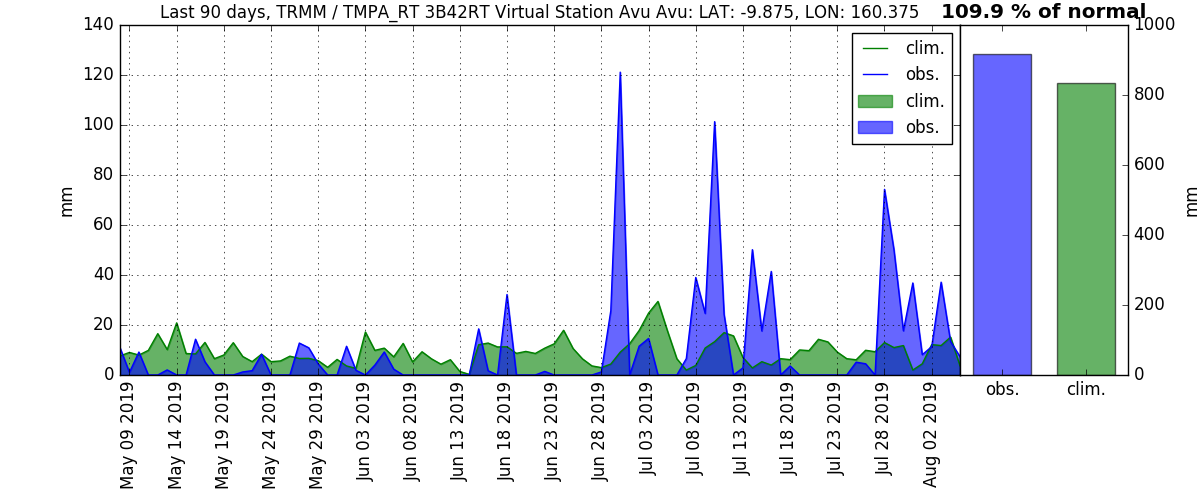 Last 90 days, TRMM / TMPA_RT 3B42RT Virtual Station Avu Avu: LAT: -9.875, LON: 160.375
109.9 % of normal
140
120
100
80
60
40
20
0
mm
clim.
obs.
clim.
obs.
1000
800
600
400
200
0
mm
May 09 2019
May 14 2019
May 19 2019
May 24 2019
May 29 2019
Jun 03 2019
Jun 08 2019
Jun 13 2019
Jun 18 2019
Jun 23 2019
Jun 28 2019
Jul 03 2019
Jul 08 2019
Jul 13 2019
Jul 18 2019
Jul 23 2019
Jul 28 2019
Aug 02 2019
obs.
clim.